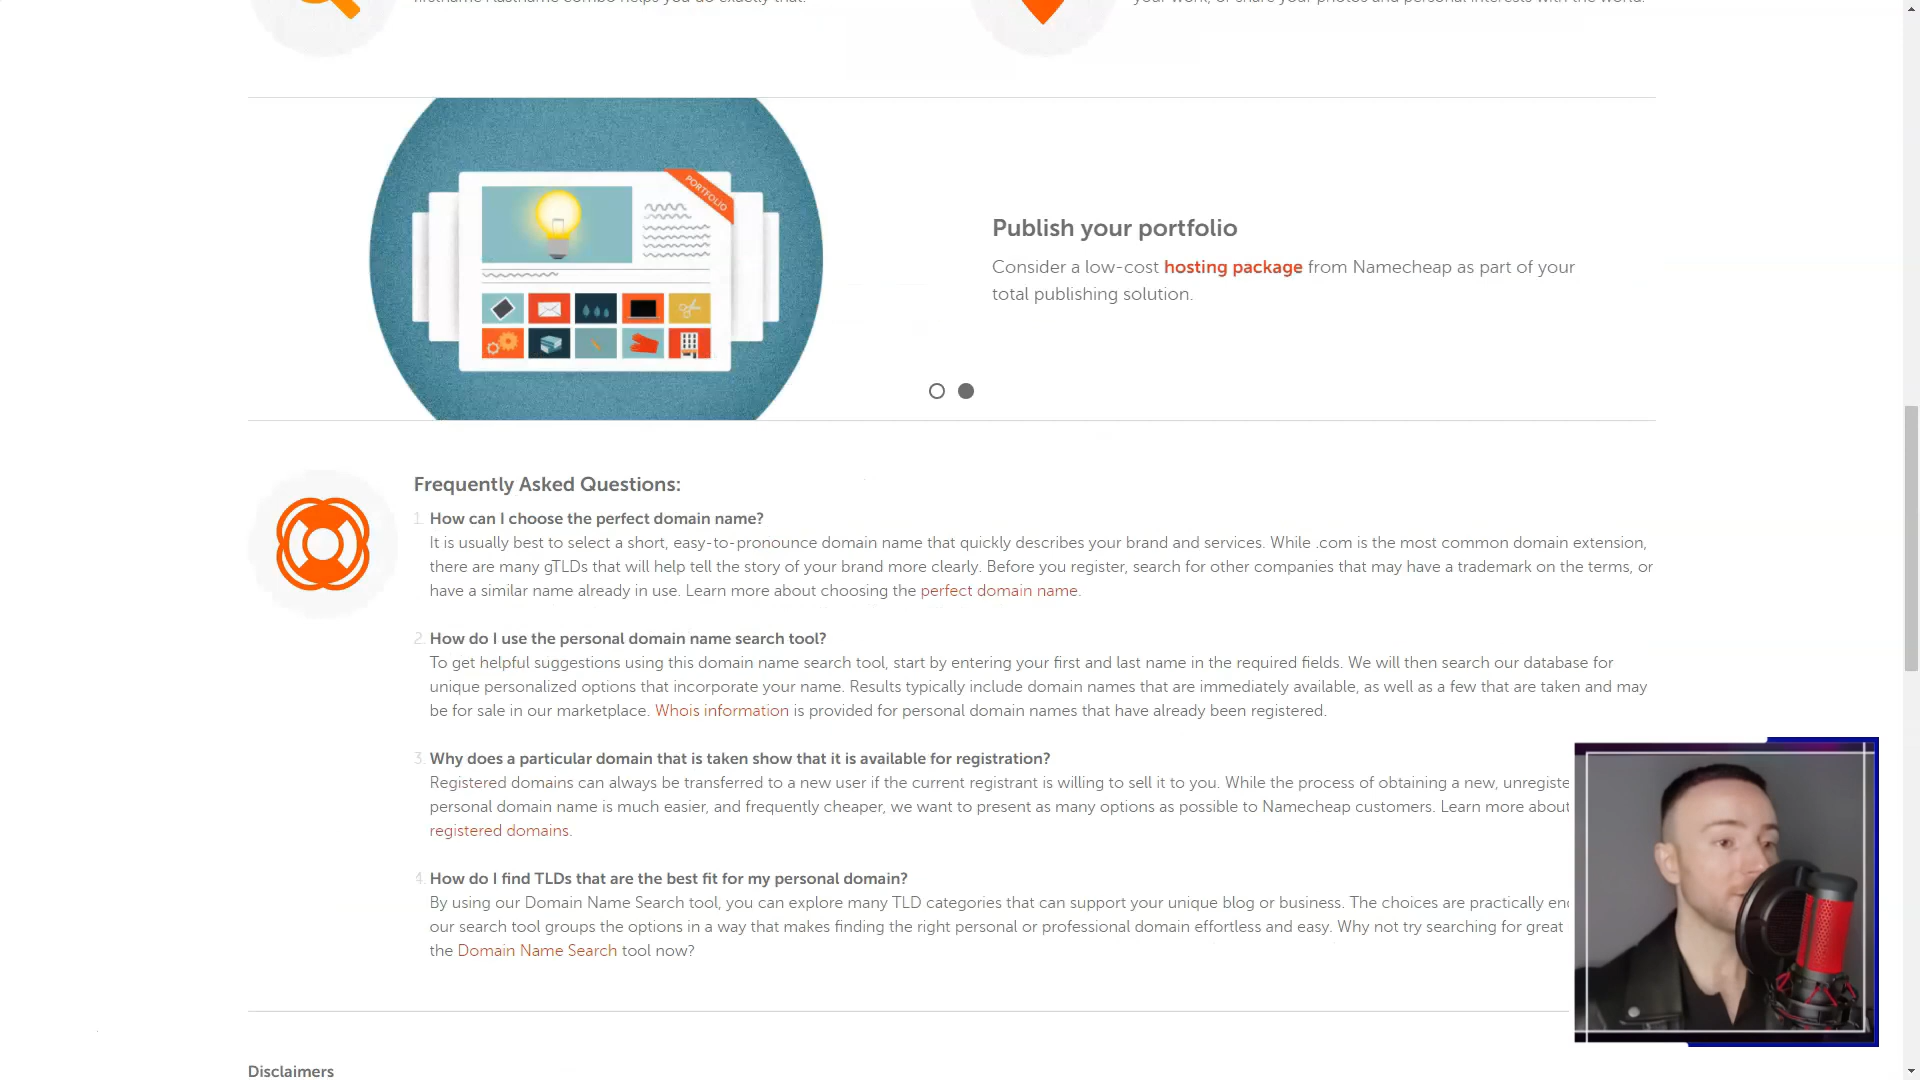 your work, or share your photos and personal interests with the world.
PORTFOLIO
Publish your portfolio
Consider a low-cost hosting package from Namecheap as part of your
total publishing solution.
Frequently Asked Questions:
1. How can I choose the perfect domain name?
It is usually best to select a short, easy-to-pronounce domain name that quickly describes your brand and services. While .com is the most common domain extension,
there are many gTLDs that will help tell the story of your brand more clearly. Before you register, search for other companies that may have a trademark on the terms, or
have a similar name already in use. Learn more about choosing the perfect domain name.
2. How do I use the personal domain name search tool?
To get helpful suggestions using this domain name search tool, start by entering your first and last name in the required fields. We will then search our database for
unique personalized options that incorporate your name. Results typically include domain names that are immediately available, as well as a few that are taken and may
be for sale in our marketplace. Whois information is provided for personal domain names that have already been registered.
3. Why does a particular domain that is taken show that it is available for registration?
Registered domains can always be transferred to a new user if the current registrant is willing to sell it to you. While the process of obtaining a new, unregiste
personal domain name is much easier, and frequently cheaper, we want to present as many options as possible to Namecheap customers. Learn more about
registered domains.
4. How do I find TLDs that are the best fit for my personal domain?
By using our Domain Name Search tool, you can explore many TLD categories that can support your unique blog or business. The choices are practically en
our search tool groups the options in a way that makes finding the right personal or professional domain effortless and easy. Why not try searching for great
the Domain Name Search tool now?
Disclaimers